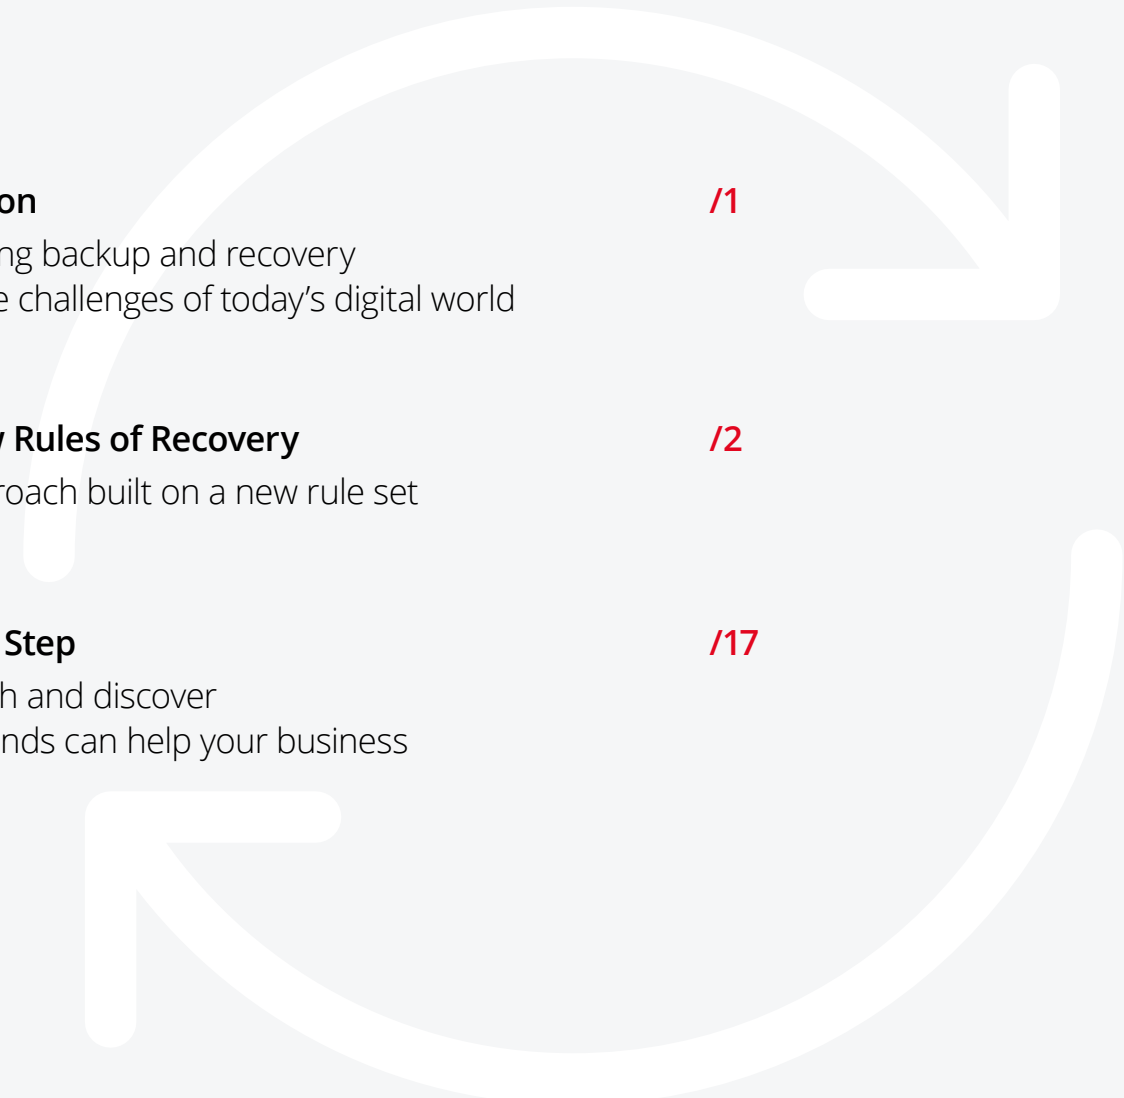 on /1
ng backup and recovery
e challenges of today’s digital world
Rules of Recovery /2
roach built on a new rule set
Step /17
h and discover
nds can help your business